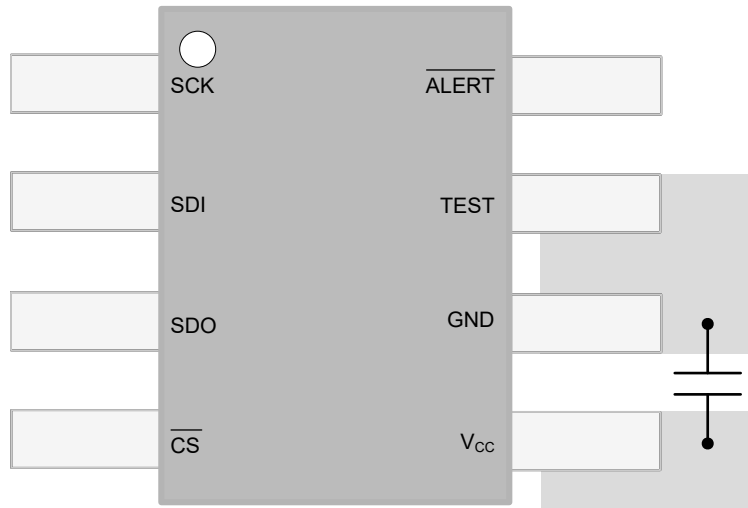 SCK
SDI
SDO
CS
ALERT
TEST
GND
VCC